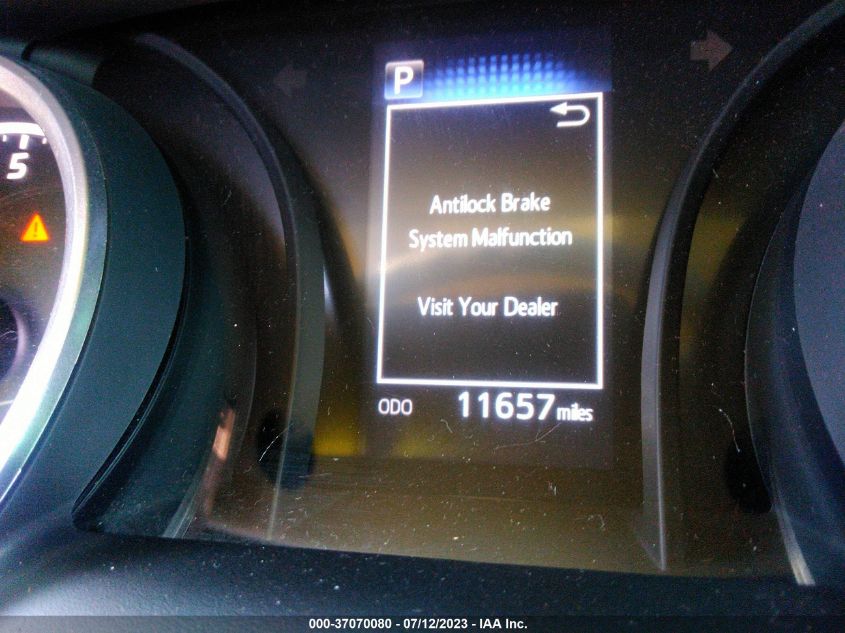 P
5
Antilock Brake
System Malfunction
Visit Your Dealer
ODO 11657 miles
000-37070080 - 07/12/2023 - IAA Inc.